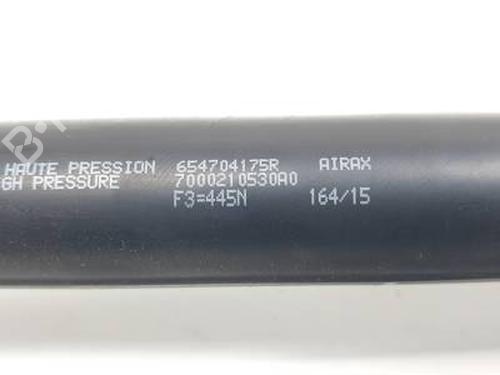 HAUTE PRESSION 654704175R AIRAX
GH PRESSURE 7000210530A0
F3=445N 164/15